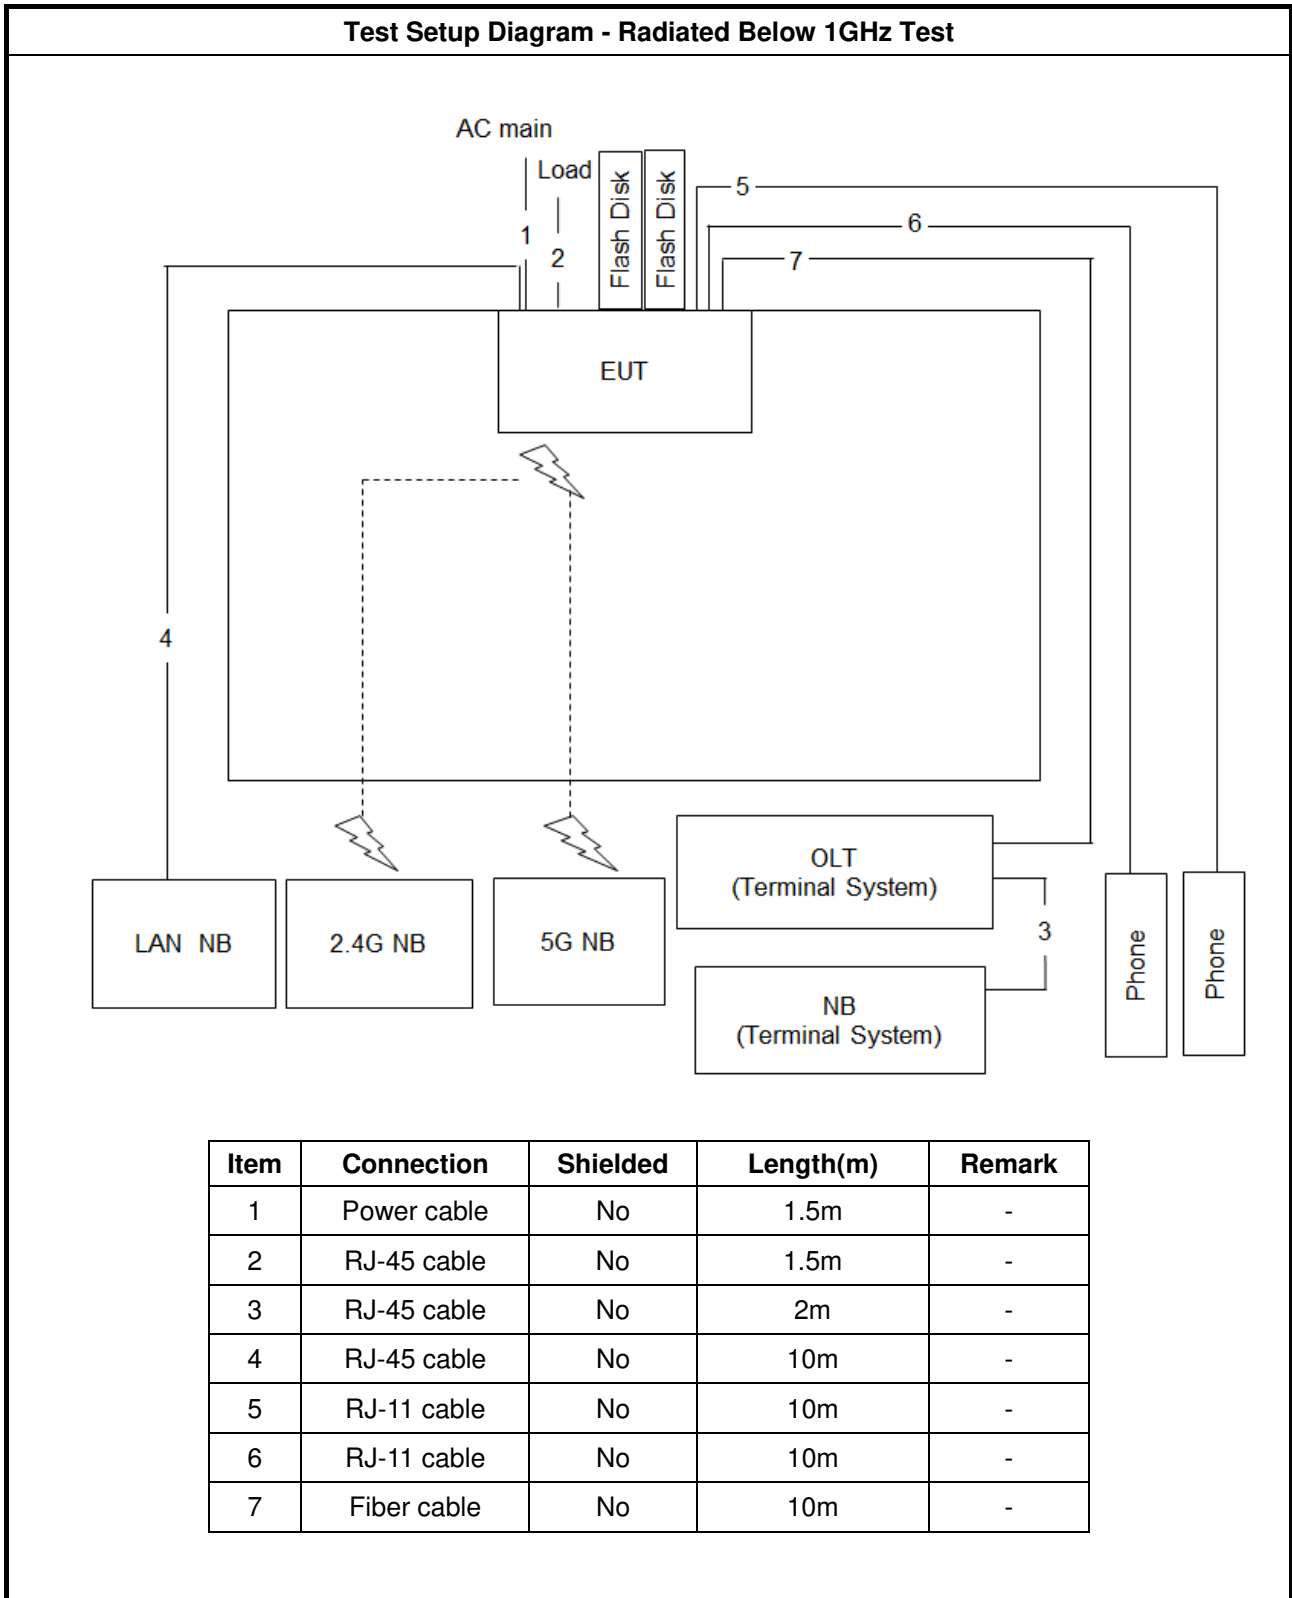 Test Setup Diagram - Radiated Below 1GHz Test
AC main
Load
Flash Disk
Flash Disk
1
2
5
6
7
EUT
4
OLT
(Terminal System)
LAN NB
2.4G NB
5G NB
3
NB
(Terminal System)
Phone
Phone
Item Connection Shielded Length(m) Remark
1 Power cable No 1.5m -
2 RJ-45 cable No 1.5m -
3 RJ-45 cable No 2m -
4 RJ-45 cable No 10m -
5 RJ-11 cable No 10m -
6 RJ-11 cable No 10m -
7 Fiber cable No 10m -